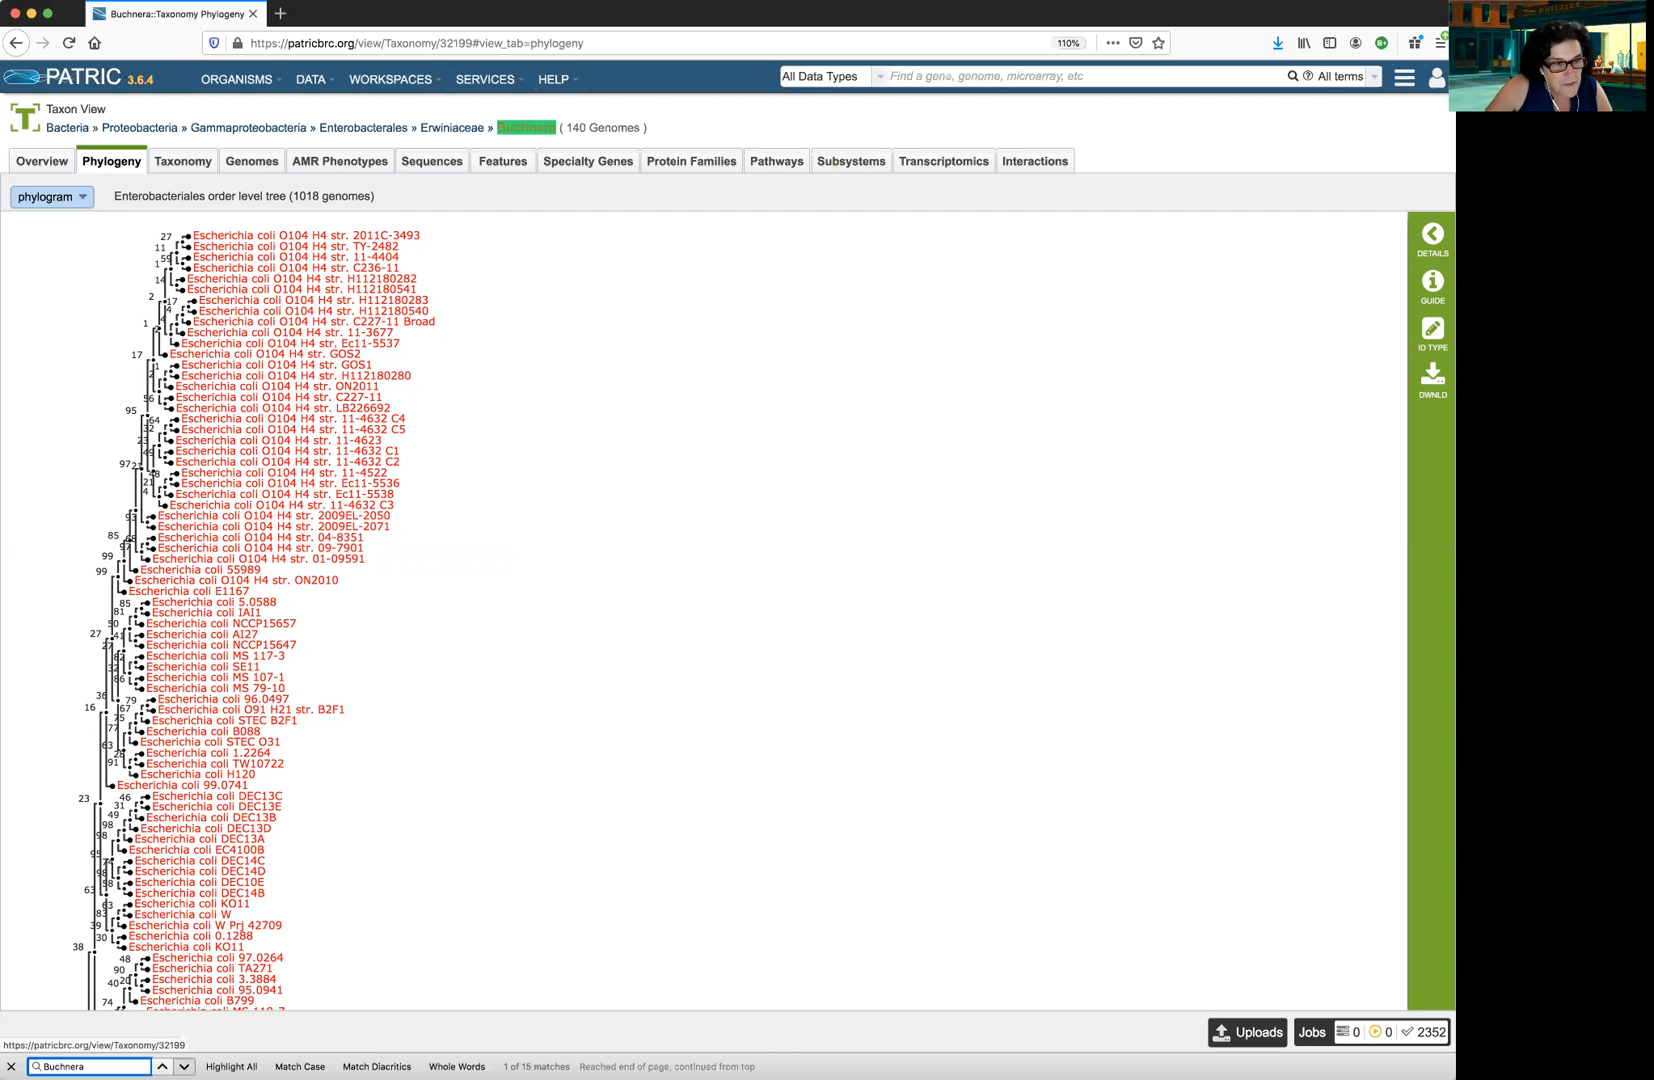 Buchnera::Taxonomy Phylogeny
https://patricbrc.org/view/Taxonomy/32199#view_tab=phylogeny
110%
PATRIC 3.6.4
ORGANISMS DATA WORKSPACES SERVICES HELP
All Data Types
Find a gene, genome, microarray, etc
All terms
Taxon View
Bacteria » Proteobacteria » Gammaproteobacteria » Enterobacterales » Erwiniaceae » Buchnera ( 140 Genomes )
Overview Phylogeny Taxonomy Genomes AMR Phenotypes Sequences Features Specialty Genes Protein Families Pathways Subsystems Transcriptomics Interactions
phylogram
Enterobacteriales order level tree (1018 genomes)
Escherichia coli O104 H4 str. 2011C-3493
Escherichia coli O104 H4 str. TY-2482
Escherichia coli O104 H4 str. 11-4404
Escherichia coli O104 H4 str. C236-11
Escherichia coli O104 H4 str. H112180282
Escherichia coli O104 H4 str. H112180541
Escherichia coli O104 H4 str. H112180283
Escherichia coli O104 H4 str. H112180540
Escherichia coli O104 H4 str. C227-11 Broad
Escherichia coli O104 H4 str. 11-3677
Escherichia coli O104 H4 str. Ec11-5537
Escherichia coli O104 H4 str. GOS2
Escherichia coli O104 H4 str. GOS1
Escherichia coli O104 H4 str. H112180280
Escherichia coli O104 H4 str. ON2011
Escherichia coli O104 H4 str. C227-11
Escherichia coli O104 H4 str. LB226692
Escherichia coli O104 H4 str. 11-4632 C4
Escherichia coli O104 H4 str. 11-4632 C5
Escherichia coli O104 H4 str. 11-4623
Escherichia coli O104 H4 str. 11-4632 C1
Escherichia coli O104 H4 str. 11-4632 C2
Escherichia coli O104 H4 str. 11-4522
Escherichia coli O104 H4 str. Ec11-5536
Escherichia coli O104 H4 str. Ec11-5538
Escherichia coli O104 H4 str. 11-4632 C3
Escherichia coli O104 H4 str. 2009EL-2050
Escherichia coli O104 H4 str. 2009EL-2071
Escherichia coli O104 H4 str. 04-8351
Escherichia coli O104 H4 str. 09-7901
Escherichia coli O104 H4 str. 01-09591
Escherichia coli 55989
Escherichia coli O104 H4 str. ON2010
Escherichia coli E1167
Escherichia coli 5.0588
Escherichia coli IAI1
Escherichia coli NCCP15657
Escherichia coli AI27
Escherichia coli NCCP15647
Escherichia coli MS 117-3
Escherichia coli SE11
Escherichia coli MS 107-1
Escherichia coli MS 79-10
Escherichia coli 96.0497
Escherichia coli O91 H21 str. B2F1
Escherichia coli STEC B2F1
Escherichia coli B088
Escherichia coli STEC O31
Escherichia coli 1.2264
Escherichia coli TW10722
Escherichia coli H120
Escherichia coli 99.0741
Escherichia coli DEC13C
Escherichia coli DEC13E
Escherichia coli DEC13B
Escherichia coli DEC13D
Escherichia coli DEC13A
Escherichia coli EC4100B
Escherichia coli DEC14C
Escherichia coli DEC14D
Escherichia coli DEC10E
Escherichia coli DEC14B
Escherichia coli KO11
Escherichia coli W
Escherichia coli W Prj 42709
Escherichia coli 0.1288
Escherichia coli KO11
Escherichia coli 97.0264
Escherichia coli TA271
Escherichia coli 3.3884
Escherichia coli 95.0941
Escherichia coli B799
DETAILS
GUIDE
ID TYPE
DWNLD
Uploads
Jobs 0 0 2352
https://patricbrc.org/view/Taxonomy/32199
Buchnera
Highlight All Match Case Match Diacritics Whole Words 1 of 15 matches Reached end of page, continued from top